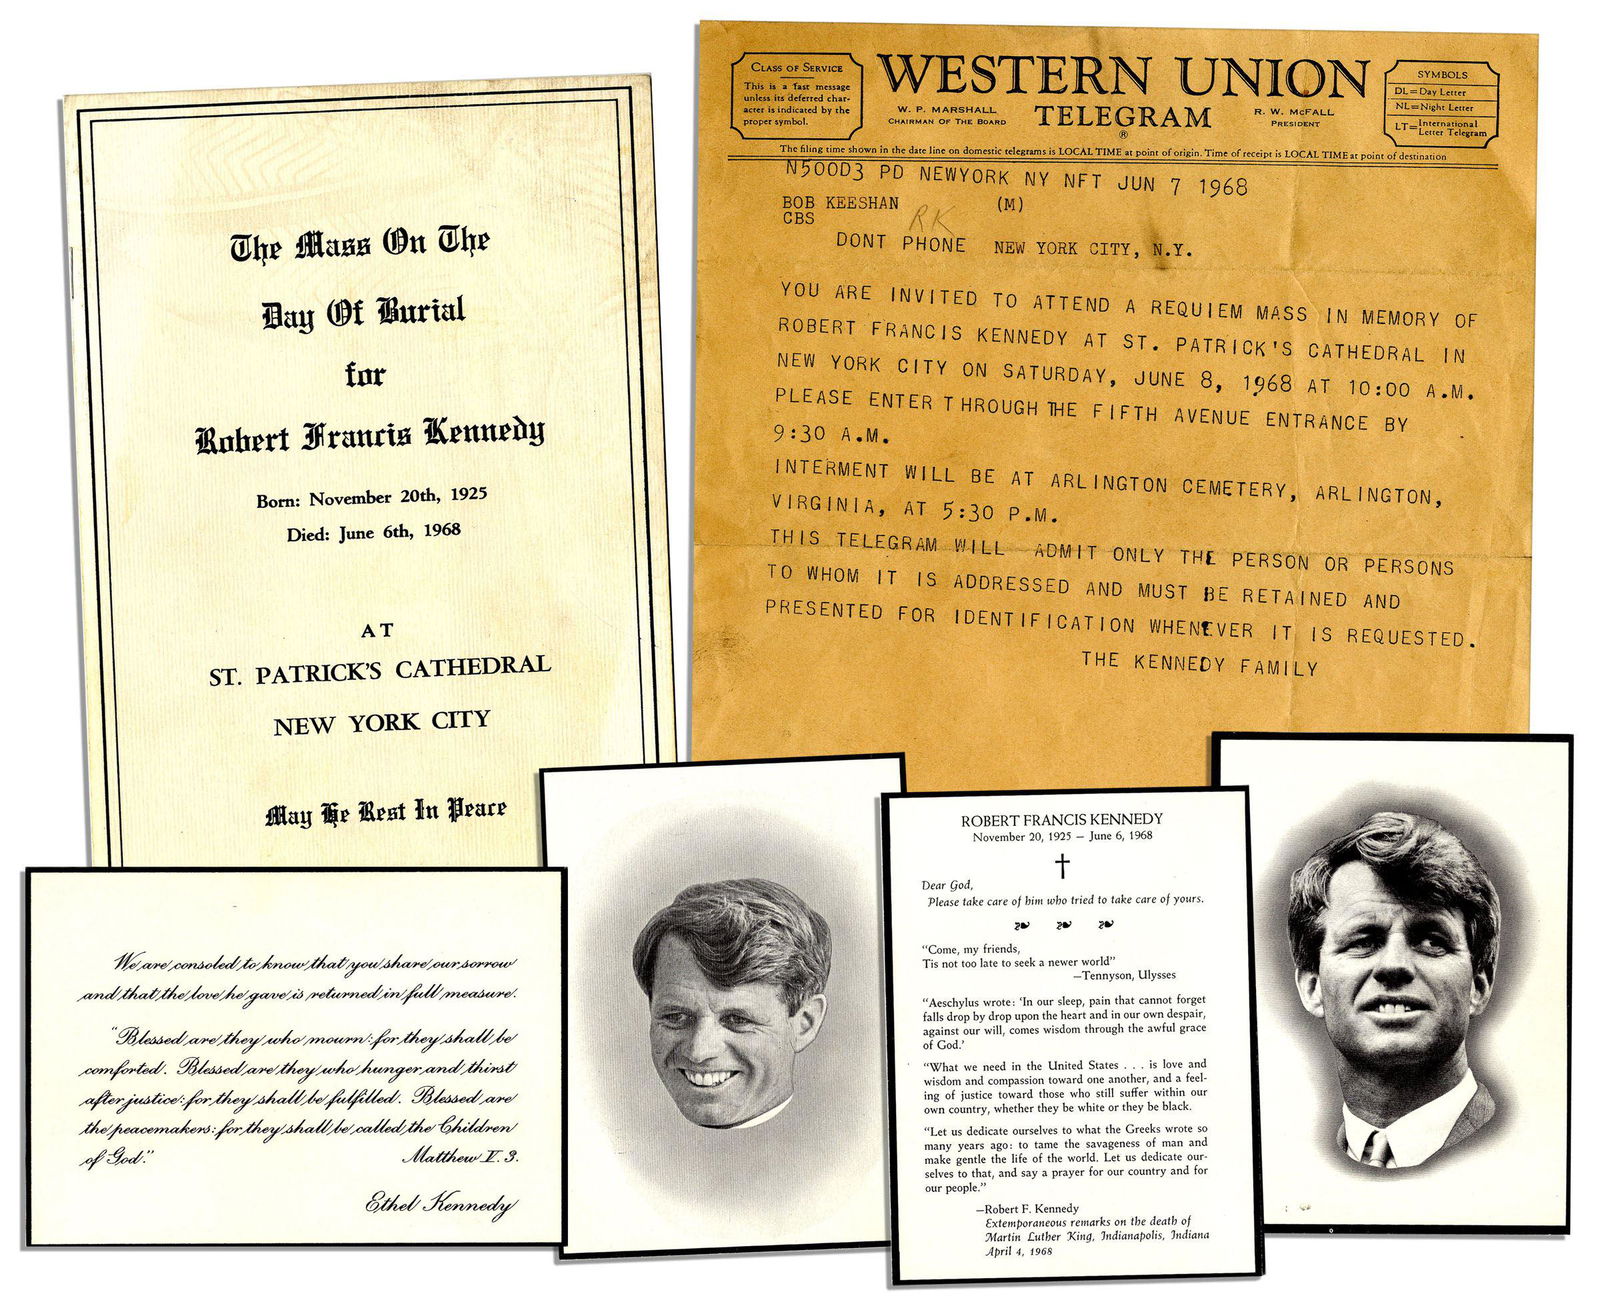 The Mass On The
Day Of Burial
for
Robert Francis Kennedy
Born: November 20th, 1925
Died: June 6th, 1968
AT
ST. PATRICK'S CATHEDRAL
NEW YORK CITY
May He Rest In Peace
CLASS OF SERVICE
This is a fast message
unless its deferred char-
acter is indicated by the
proper symbol.
WESTERN UNION
TELEGRAM
®
W. P. MARSHALL
CHAIRMAN OF THE BOARD
R. W. McFALL
PRESIDENT
SYMBOLS
DL=Day Letter
NL=Night Letter
LT=International
Letter Telegram
The filing time shown in the date line on domestic telegrams is LOCAL TIME at point of origin. Time of receipt is LOCAL TIME at point of destination
N500D3 PD NEWYORK NY NFT JUN 7 1968
BOB KEESHAN (M)
CBS
RK
DONT PHONE NEW YORK CITY, N.Y.
YOU ARE INVITED TO ATTEND A REQUIEM MASS IN MEMORY OF
ROBERT FRANCIS KENNEDY AT ST. PATRICK'S CATHEDRAL IN
NEW YORK CITY ON SATURDAY, JUNE 8, 1968 AT 10:00 A.M.
PLEASE ENTER THROUGH THE FIFTH AVENUE ENTRANCE BY
9:30 A.M.
INTERMENT WILL BE AT ARLINGTON CEMETERY, ARLINGTON,
VIRGINIA, AT 5:30 P.M.
THIS TELEGRAM WILL ADMIT ONLY THE PERSON OR PERSONS
TO WHOM IT IS ADDRESSED AND MUST BE RETAINED AND
PRESENTED FOR IDENTIFICATION WHENEVER IT IS REQUESTED.
THE KENNEDY FAMILY
We are consoled to know that you share our sorrow
and that the love he gave is returned in full measure.
"Blessed are they who mourn: for they shall be
comforted. Blessed are they who hunger and thirst
after justice: for they shall be fulfilled. Blessed are
the peacemakers: for they shall be called the Children
of God."
Matthew V. 3.
Ethel Kennedy
ROBERT FRANCIS KENNEDY
November 20, 1925 — June 6, 1968
Dear God,
Please take care of him who tried to take care of yours.
"Come, my friends,
Tis not too late to seek a newer world"
—Tennyson, Ulysses
"Aeschylus wrote: 'In our sleep, pain that cannot forget
falls drop by drop upon the heart and in our own despair,
against our will, comes wisdom through the awful grace
of God.'
"What we need in the United States . . . is love and
wisdom and compassion toward one another, and a feel-
ing of justice toward those who still suffer within our
own country, whether they be white or they be black.
"Let us dedicate ourselves to what the Greeks wrote so
many years ago: to tame the savageness of man and
make gentle the life of the world. Let us dedicate our-
selves to that, and say a prayer for our country and for
our people."
—Robert F. Kennedy
Extemporaneous remarks on the death of
Martin Luther King, Indianapolis, Indiana
April 4, 1968